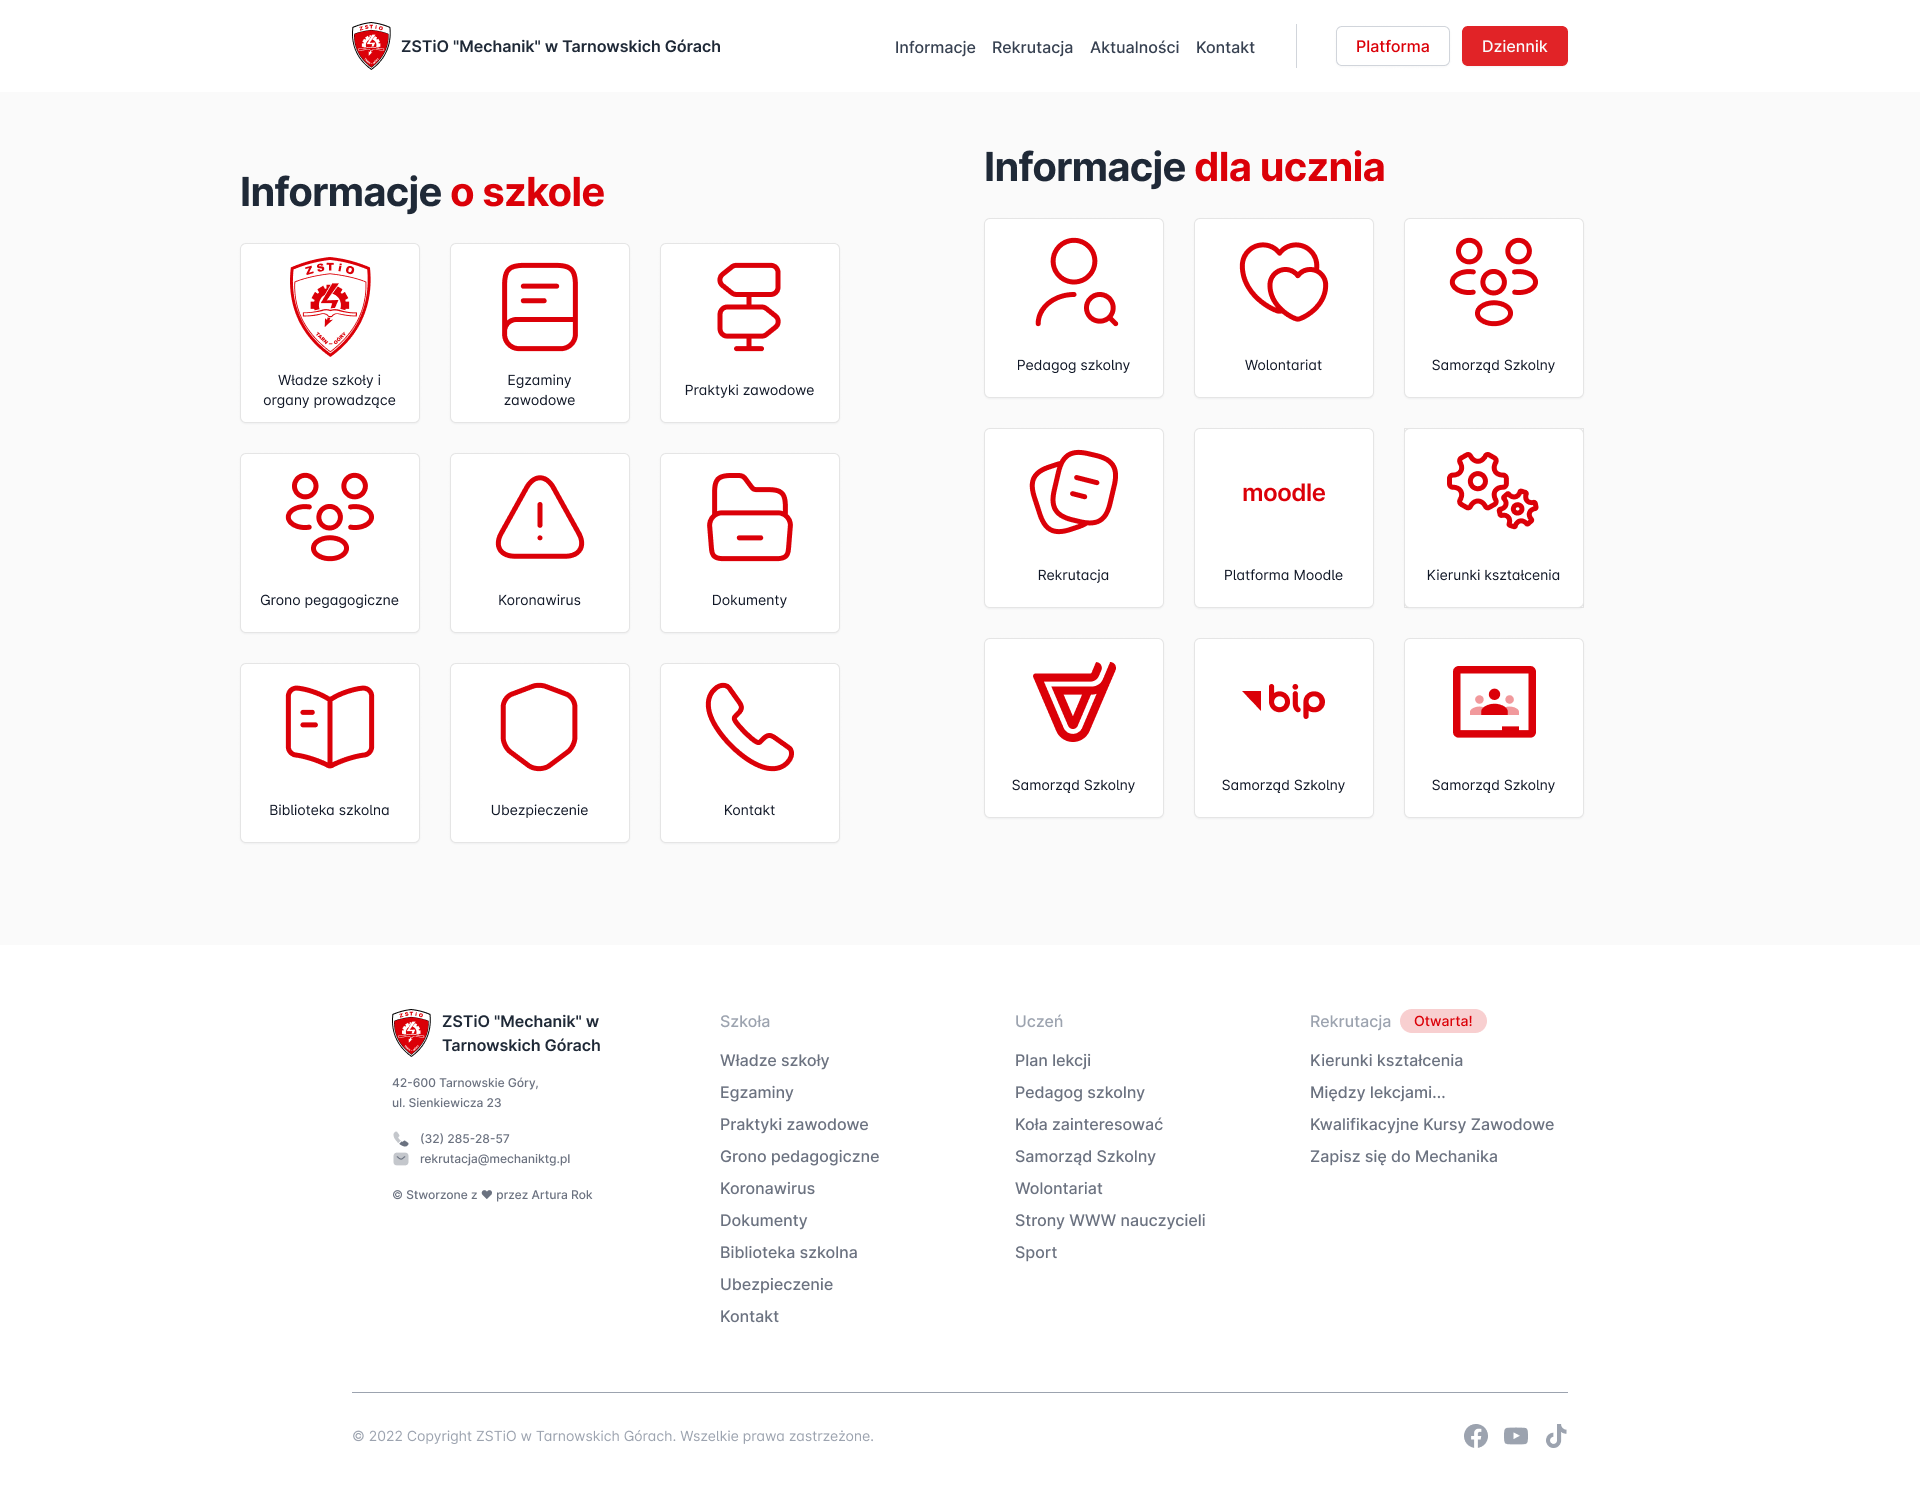 ZSTiO
ZSTiO "Mechanik" w Tarnowskich Górach
Informacje Rekrutacja Aktualności Kontakt
Platforma
Dziennik
Informacje o szkole
ZSTiO
TARN – GÓRY
Władze szkoły i
organy prowadzące
Egzaminy
zawodowe
Praktyki zawodowe
Grono pegagogiczne
Koronawirus
Dokumenty
Biblioteka szkolna
Ubezpieczenie
Kontakt
Informacje dla ucznia
Pedagog szkolny
Wolontariat
Samorząd Szkolny
Rekrutacja
moodle
Platforma Moodle
Kierunki kształcenia
Samorząd Szkolny
bip
Samorząd Szkolny
Samorząd Szkolny
ZSTiO
ZSTiO "Mechanik" w
Tarnowskich Górach
42-600 Tarnowskie Góry,
ul. Sienkiewicza 23
(32) 285-28-57
rekrutacja@mechaniktg.pl
© Stworzone z ♥ przez Artura Rok
Szkoła
Władze szkoły
Egzaminy
Praktyki zawodowe
Grono pedagogiczne
Koronawirus
Dokumenty
Biblioteka szkolna
Ubezpieczenie
Kontakt
Uczeń
Plan lekcji
Pedagog szkolny
Koła zainteresować
Samorząd Szkolny
Wolontariat
Strony WWW nauczycieli
Sport
Rekrutacja Otwarta!
Kierunki kształcenia
Między lekcjami...
Kwalifikacyjne Kursy Zawodowe
Zapisz się do Mechanika
© 2022 Copyright ZSTiO w Tarnowskich Górach. Wszelkie prawa zastrzeżone.